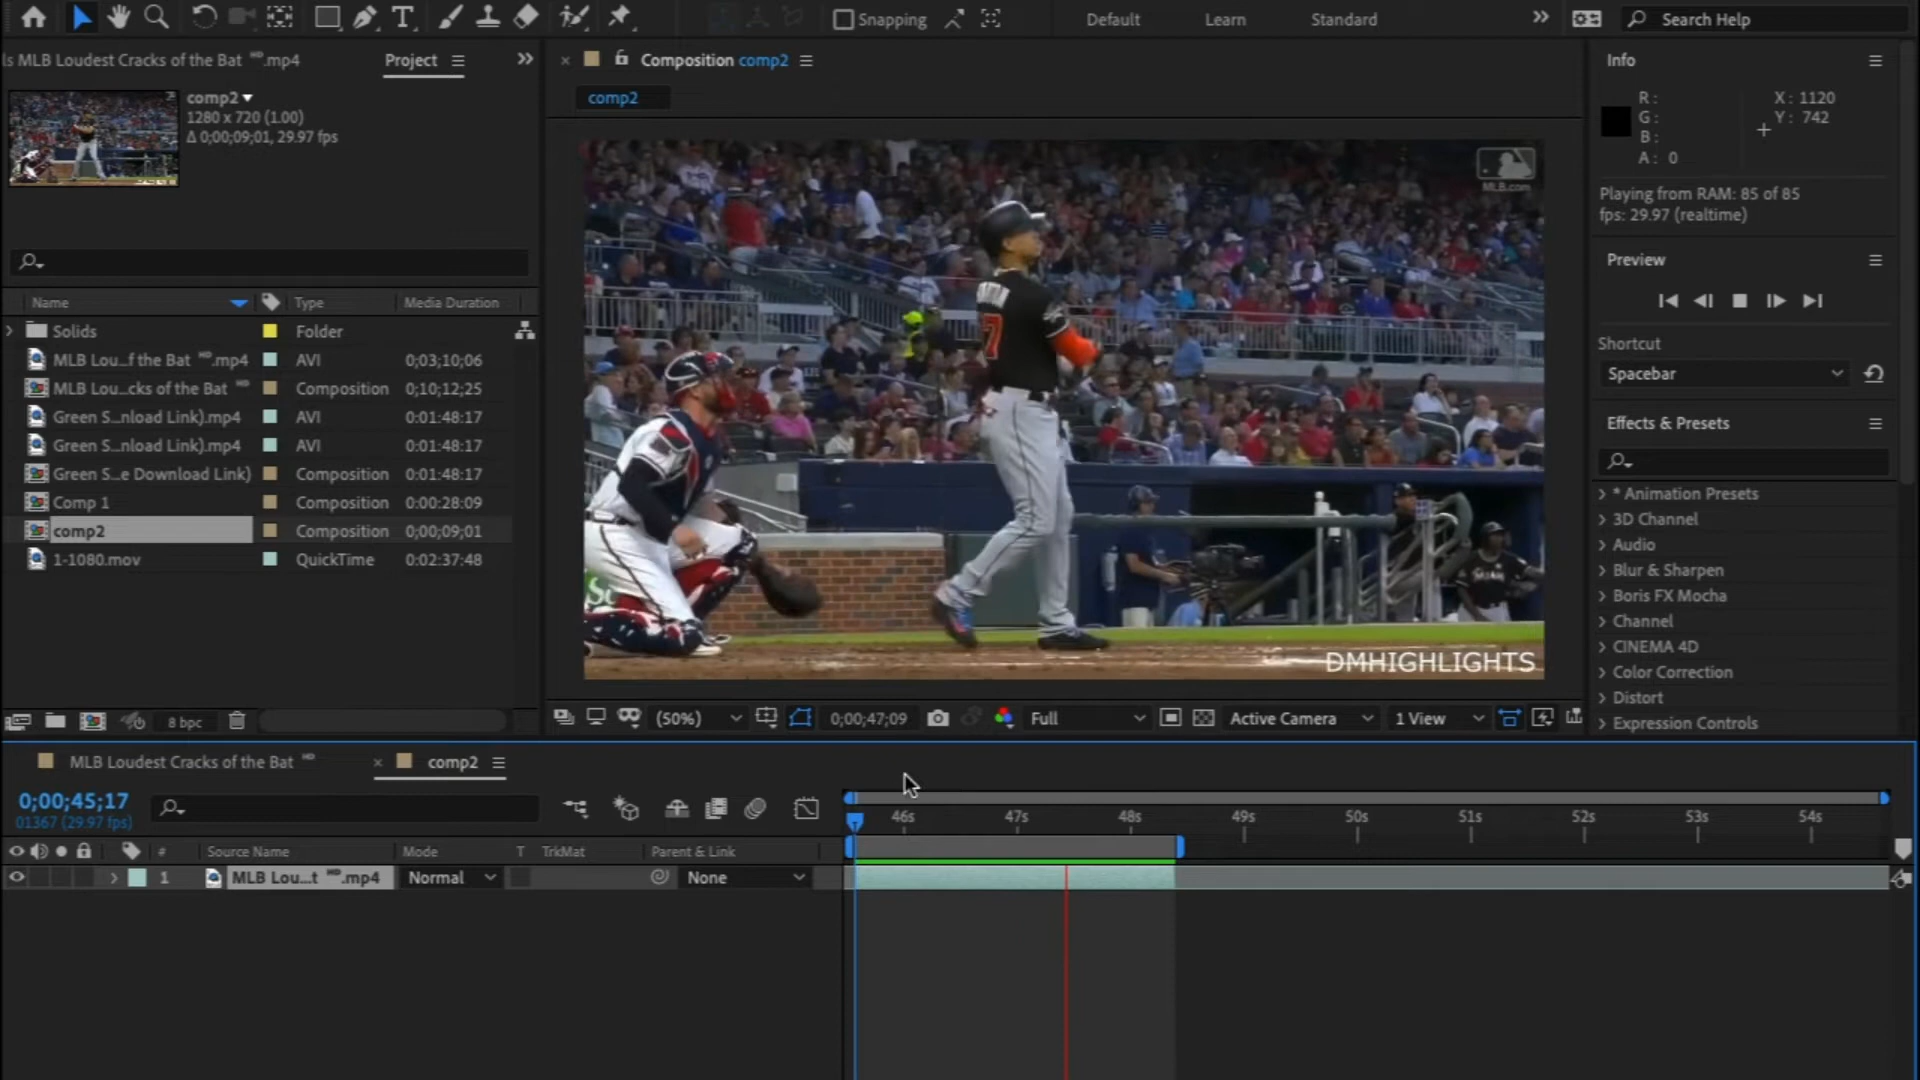 Snapping
Default
Learn
Standard
Search Help
ls MLB Loudest Cracks of the Bat ᴴᴰ.mp4
Project
Composition comp2
Info
comp2
1280 x 720 (1.00)
Δ 0;00;09;01, 29.97 fps
comp2
R:
X: 1120
G:
Y: 742
B:
A: 0
MLB.com
Playing from RAM: 85 of 85
fps: 29.97 (realtime)
Preview
Shortcut
Spacebar
Effects & Presets
* Animation Presets
3D Channel
Audio
Blur & Sharpen
Boris FX Mocha
Channel
CINEMA 4D
Color Correction
Distort
Expression Controls
Name
Type
Media Duration
Solids
Folder
MLB Lou...f the Bat ᴴᴰ.mp4
AVI
0;03;10;06
MLB Lou...cks of the Bat ᴴᴰ
Composition
0;10;12;25
Green S...nload Link).mp4
AVI
0:01:48:17
Green S...nload Link).mp4
AVI
0:01:48:17
Green S...e Download Link)
Composition
0:01:48:17
Comp 1
Composition
0:00:28:09
comp2
Composition
0;00;09;01
1-1080.mov
QuickTime
0:02:37:48
7
DMHIGHLIGHTS
8 bpc
(50%)
0;00;47;09
Full
Active Camera
1 View
MLB Loudest Cracks of the Bat ᴴᴰ
comp2
0;00;45;17
01367 (29.97 fps)
46s
47s
48s
49s
50s
51s
52s
53s
54s
#
Source Name
Mode
T
TrkMat
Parent & Link
1
MLB Lou...t ᴴᴰ.mp4
Normal
None